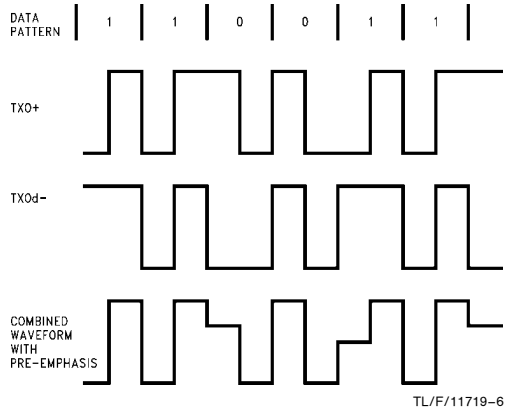 DATA
PATTERN
1 1 0 0 1 1
TXO+
TXOd-
COMBINED
WAVEFORM
WITH
PRE-EMPHASIS
TL/F/11719-6